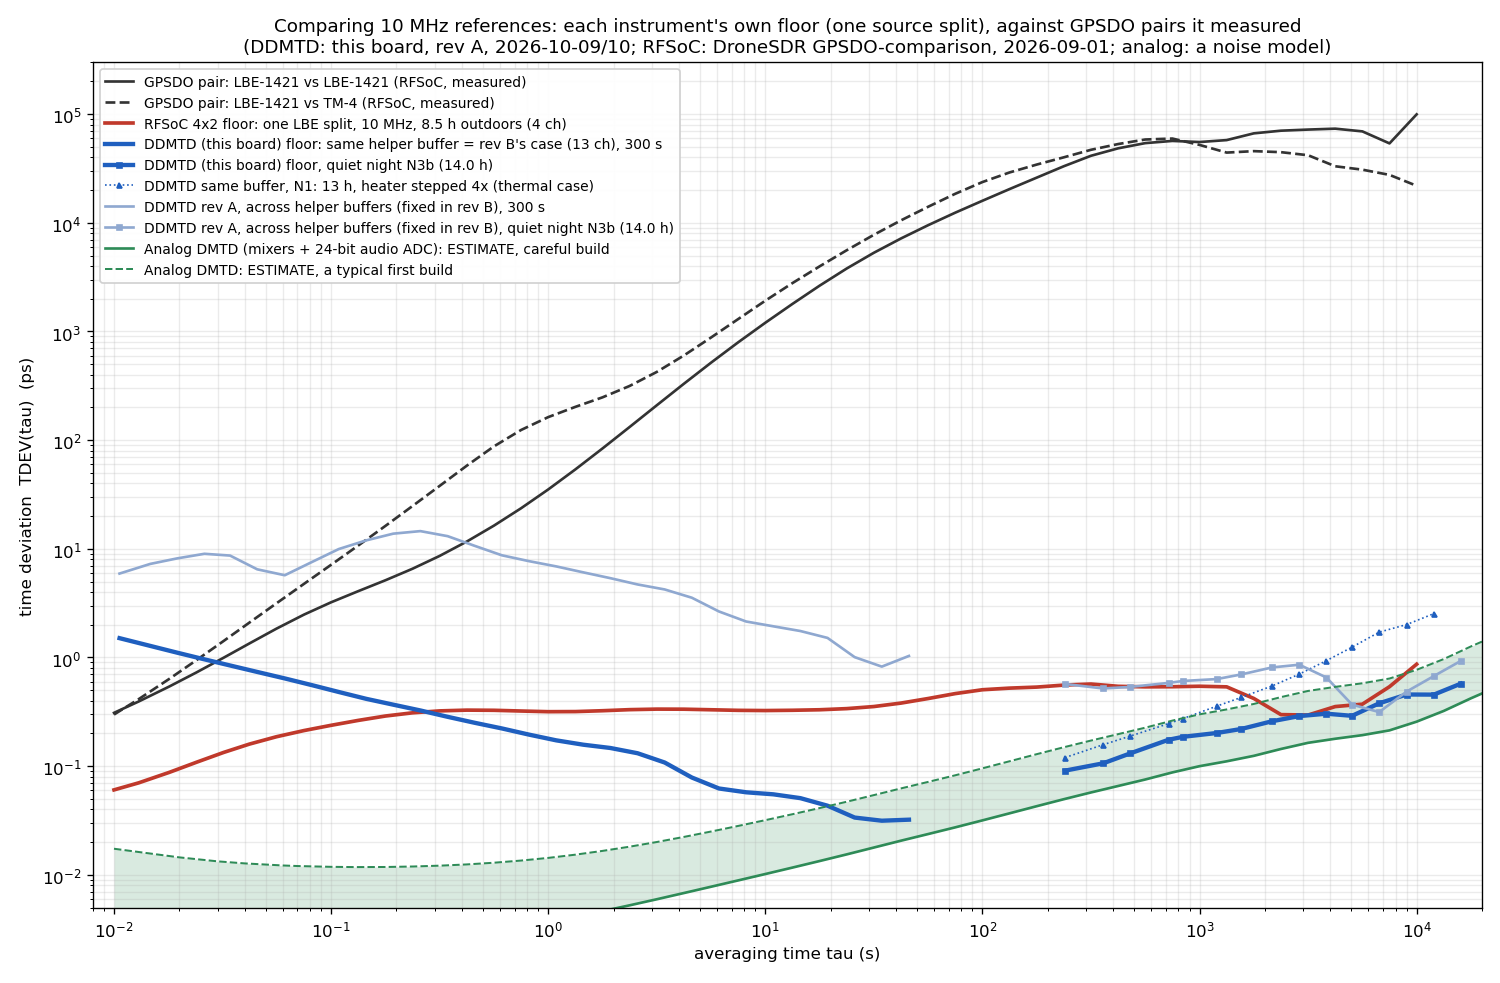 Comparing 10 MHz references: each instrument's own floor (one source split), against GPSDO pairs it measured
(DDMTD: this board, rev A, 2026-10-09/10; RFSoC: DroneSDR GPSDO-comparison, 2026-09-01; analog: a noise model)
GPSDO pair: LBE-1421 vs LBE-1421 (RFSoC, measured)
GPSDO pair: LBE-1421 vs TM-4 (RFSoC, measured)
RFSoC 4x2 floor: one LBE split, 10 MHz, 8.5 h outdoors (4 ch)
DDMTD (this board) floor: same helper buffer = rev B's case (13 ch), 300 s
DDMTD (this board) floor, quiet night N3b (14.0 h)
DDMTD same buffer, N1: 13 h, heater stepped 4x (thermal case)
DDMTD rev A, across helper buffers (fixed in rev B), 300 s
DDMTD rev A, across helper buffers (fixed in rev B), quiet night N3b (14.0 h)
Analog DMTD (mixers + 24-bit audio ADC): ESTIMATE, careful build
Analog DMTD: ESTIMATE, a typical first build
time deviation TDEV(tau) (ps)
10⁵
10⁴
10³
10²
10¹
10⁰
10⁻¹
10⁻²
10⁻² 10⁻¹ 10⁰ 10¹ 10² 10³ 10⁴
averaging time tau (s)